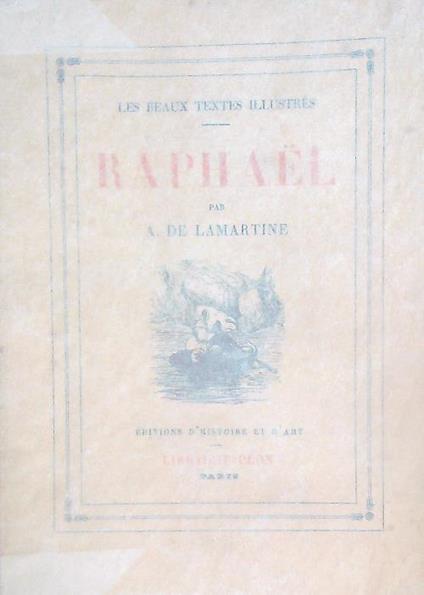 LES BEAUX TEXTES ILLUSTRÉS
RAPHAËL
PAR
A. DE LAMARTINE
ÉDITIONS D'HISTOIRE ET D'ART
LIBRAIRIE PLON
PARIS